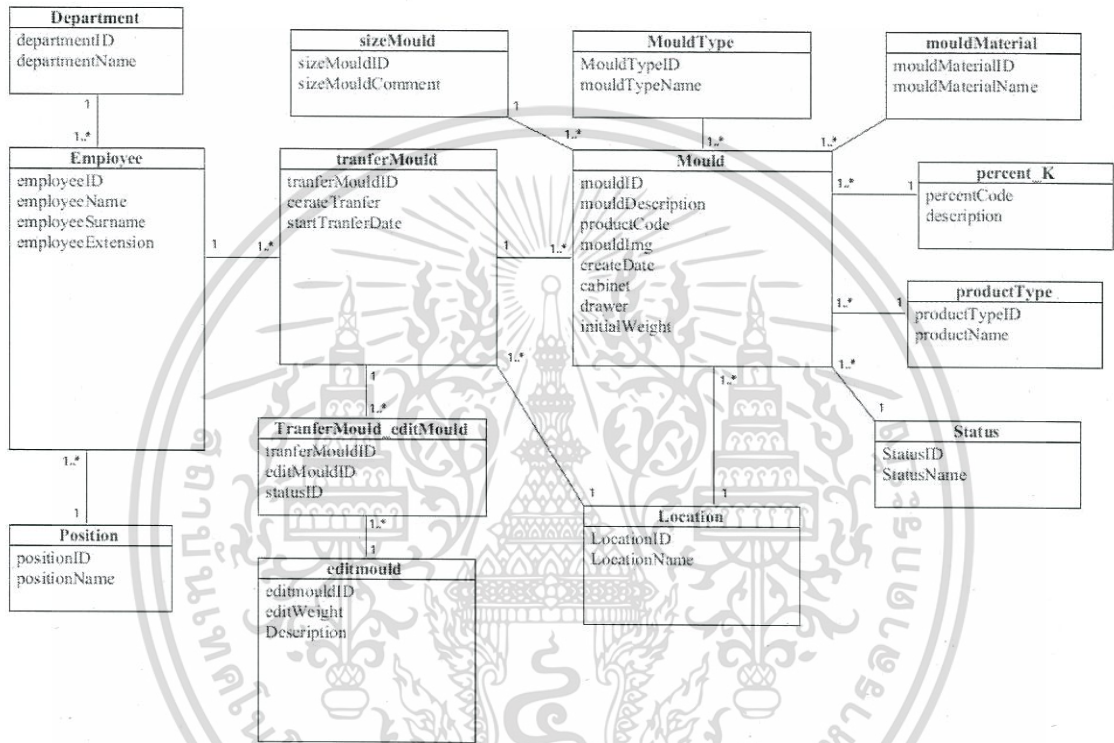 Department
departmentID
departmentName
1
1..*
Employee
employeeID
employeeName
employeeSurname
employeeExtension
1..*
1
Position
positionID
positionName
sizeMould
sizeMouldID
sizeMouldComment
1
1..*
MouldType
MouldTypeID
mouldTypeName
1..*
mouldMaterial
mouldMaterialID
mouldMaterialName
1..*
tranferMould
tranferMouldID
cerateTranfer
startTranferDate
1
1..*
1
1..*
Mould
mouldID
mouldDescription
productCode
mouldImg
createDate
cabinet
drawer
initialWeight
1..*
1
percent_K
percentCode
description
1..*
1
productType
productTypeID
productName
1..*
1
Status
StatusID
StatusName
1
1..*
TranferMould_editMould
tranferMouldID
editMouldID
statusID
1..*
1
editmould
editmouldID
editWeight
Description
1..*
1
1..*
1
Location
LocationID
LocationName